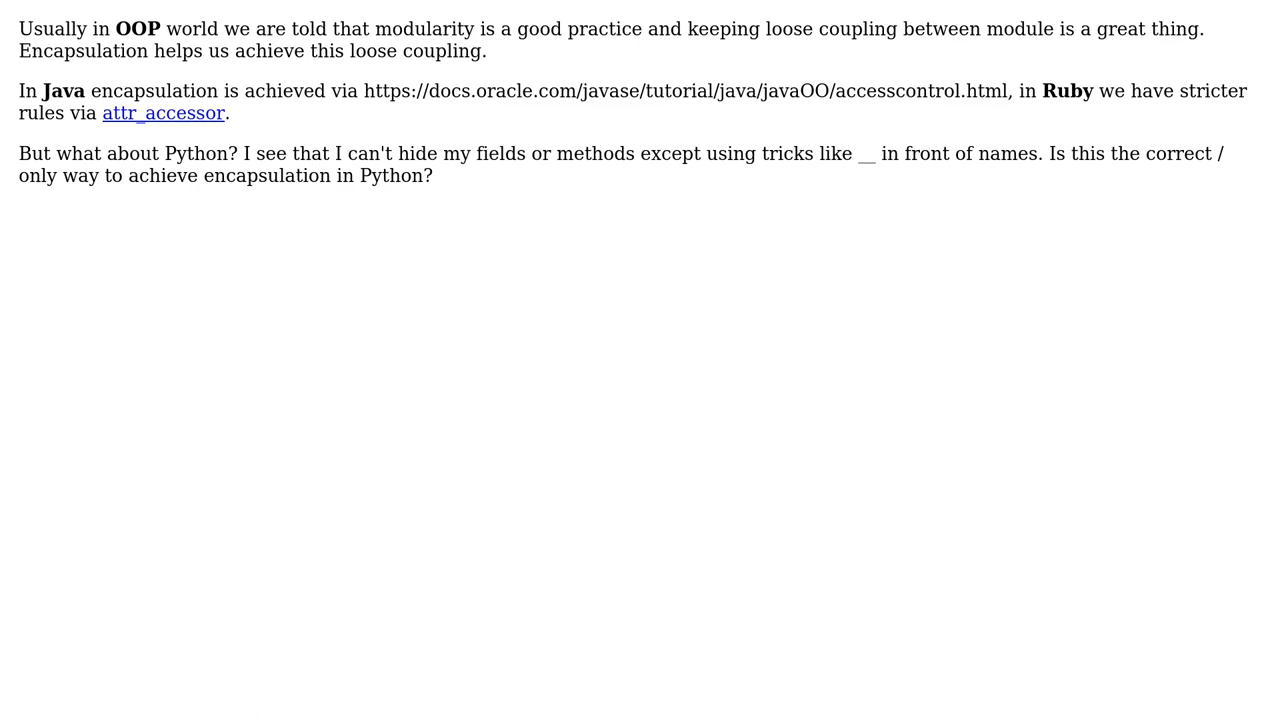 Usually in OOP world we are told that modularity is a good practice and keeping loose coupling between module is a great thing.
Encapsulation helps us achieve this loose coupling.
In Java encapsulation is achieved via https://docs.oracle.com/javase/tutorial/java/javaOO/accesscontrol.html, in Ruby we have stricter
rules via attr_accessor.
But what about Python? I see that I can't hide my fields or methods except using tricks like __ in front of names. Is this the correct /
only way to achieve encapsulation in Python?